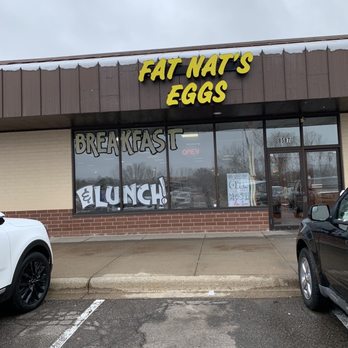 FAT NAT'S
EGGS
BREAKFAST
OPEN
& LUNCH!